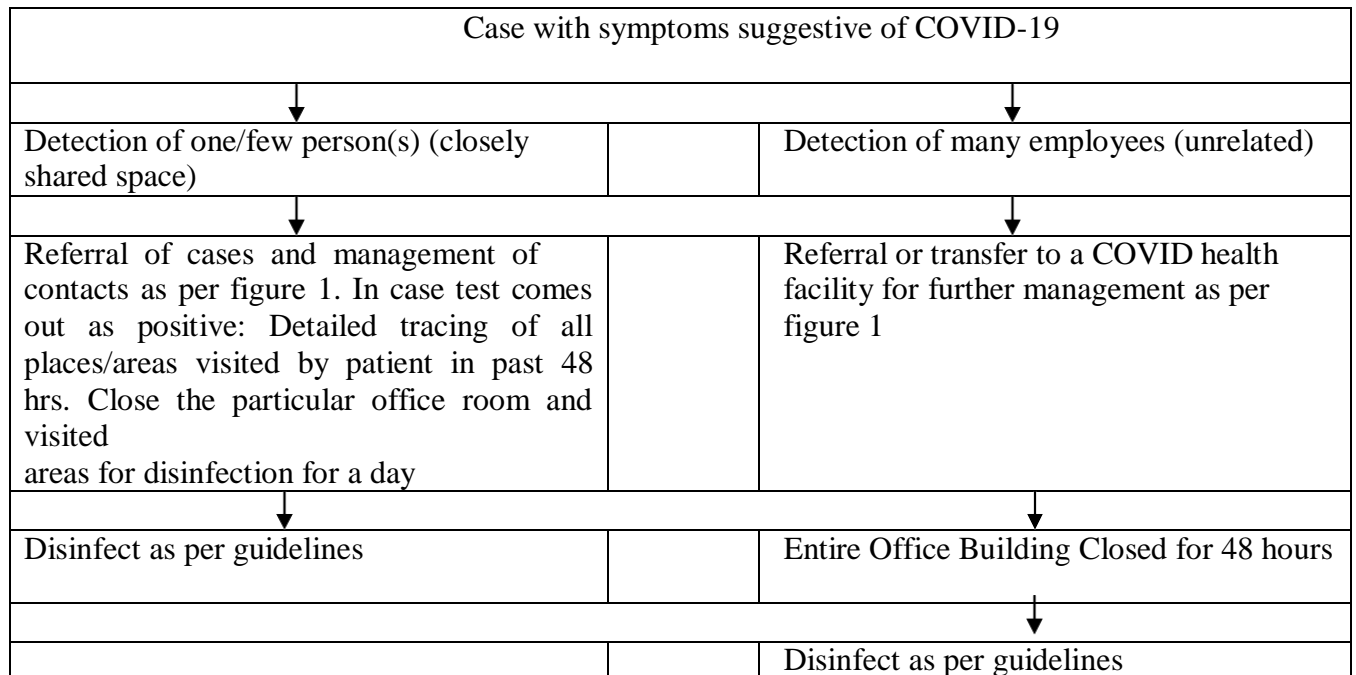 Case with symptoms suggestive of COVID-19
Detection of one/few person(s) (closely
shared space)
Detection of many employees (unrelated)
Referral of cases and management of
contacts as per figure 1. In case test comes
out as positive: Detailed tracing of all
places/areas visited by patient in past 48
hrs. Close the particular office room and
visited
areas for disinfection for a day
Referral or transfer to a COVID health
facility for further management as per
figure 1
Disinfect as per guidelines
Entire Office Building Closed for 48 hours
Disinfect as per guidelines